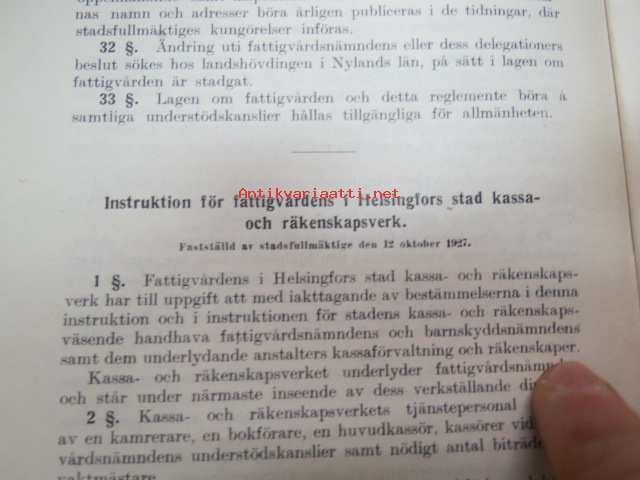 nas namn och adresser böra årligen publiceras i de tidningar, där
stadsfullmäktiges kungörelser införas.
32 §. Ändring uti fattigvårdsnämndens eller dess delegationers
beslut sökes hos landshövdingen i Nylands län, på sätt i lagen om
fattigvården är stadgat.
33 §. Lagen om fattigvården och detta reglemente böra å
samtliga understödskanslier hållas tillgängliga för allmänheten.
Antikvariaatti.net
Instruktion för fattigvårdens i Helsingfors stad kassa-
och räkenskapsverk.
Fastställd av stadsfullmäktige den 12 oktober 1927.
1 §. Fattigvårdens i Helsingfors stad kassa- och räkenskaps-
verk har till uppgift att med iakttagande av bestämmelserna i denna
instruktion och i instruktionen för stadens kassa- och räkenskaps-
väsende handhava fattigvårdsnämndens och barnskyddsnämndens
samt dem underlydande anstalters kassaförvaltning och räkenskaper.
Kassa- och räkenskapsverket underlyder fattigvårdsnämnde
och står under närmaste inseende av dess verkställande di
2 §. Kassa- och räkenskapsverkets tjänstepersonal
av en kamrerare, en bokförare, en huvudkassör, kassörer vid
vårdsnämndens understödskanslier samt nödigt antal biträde
vaktmästare.